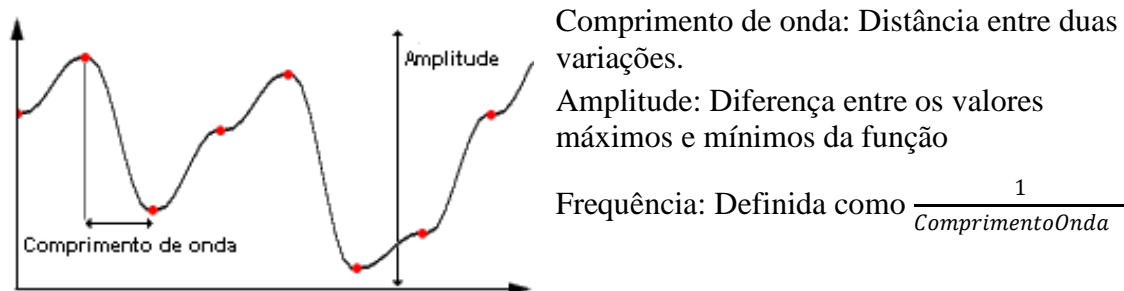 Amplitude
Comprimento de onda
Comprimento de onda: Distância entre duas
variações.
Amplitude: Diferença entre os valores
máximos e mínimos da função
Frequência: Definida como 1/ComprimentoOnda